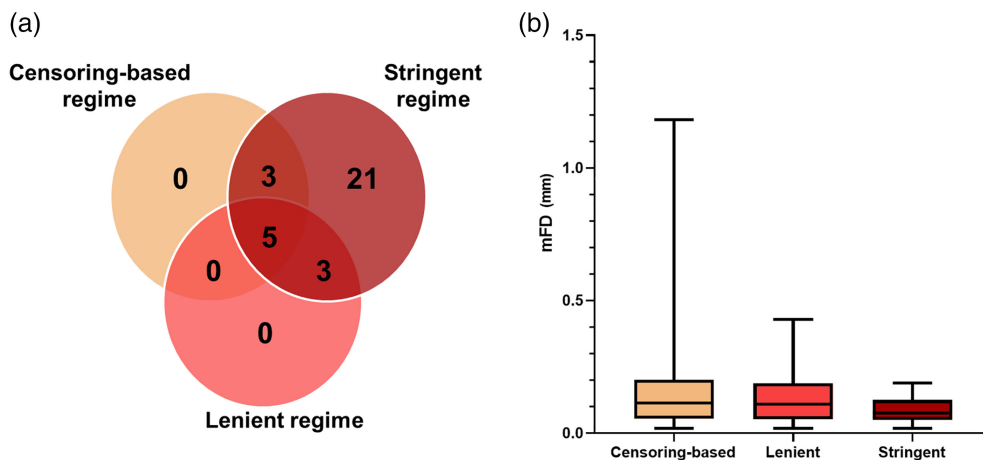 (a)
Censoring-based
regime
Stringent
regime
0
3
21
5
0
3
0
Lenient regime
(b)
1.5
1.0
0.5
0.0
mFD (mm)
Censoring-based Lenient Stringent